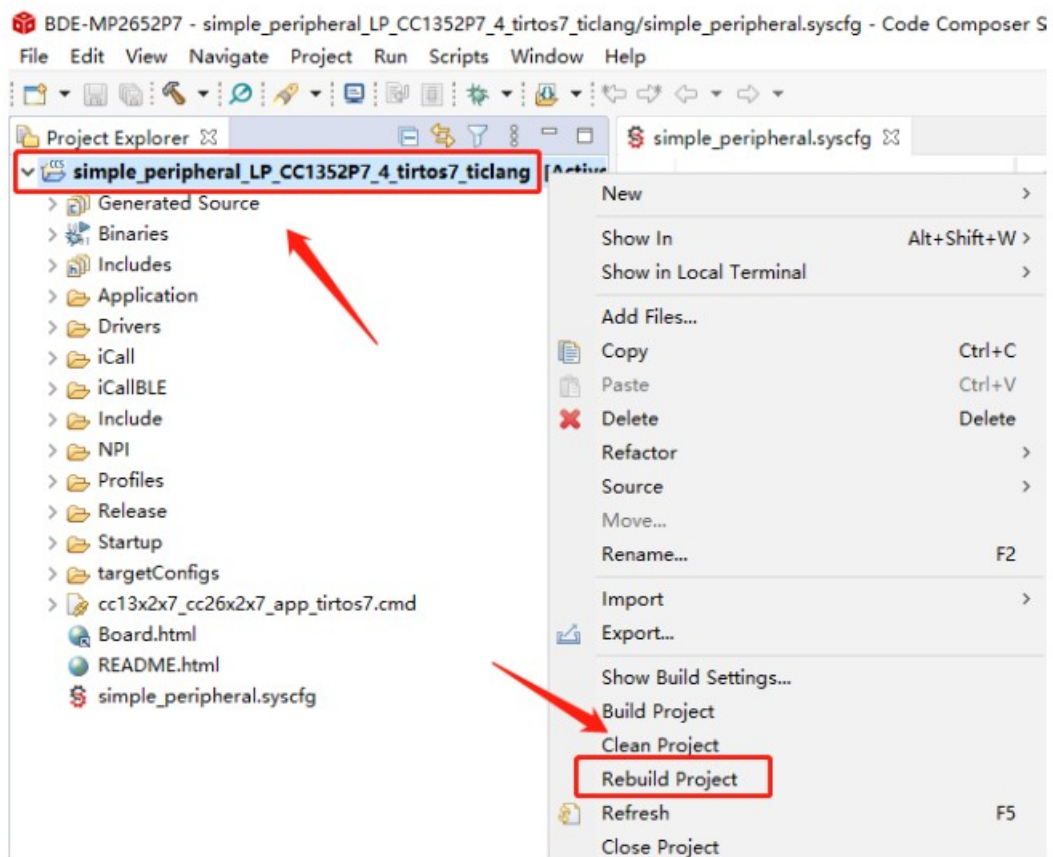 BDE-MP2652P7 - simple_peripheral_LP_CC1352P7_4_tirtos7_ticlang/simple_peripheral.syscfg - Code Composer S
File Edit View Navigate Project Run Scripts Window Help
Project Explorer
simple_peripheral.syscfg
simple_peripheral_LP_CC1352P7_4_tirtos7_ticlang [Active
Generated Source
Binaries
Includes
Application
Drivers
iCall
iCallBLE
Include
NPI
Profiles
Release
Startup
targetConfigs
cc13x2x7_cc26x2x7_app_tirtos7.cmd
Board.html
README.html
simple_peripheral.syscfg
New
Show In Alt+Shift+W
Show in Local Terminal
Add Files...
Copy Ctrl+C
Paste Ctrl+V
Delete Delete
Refactor
Source
Move...
Rename... F2
Import
Export...
Show Build Settings...
Build Project
Clean Project
Rebuild Project
Refresh F5
Close Project